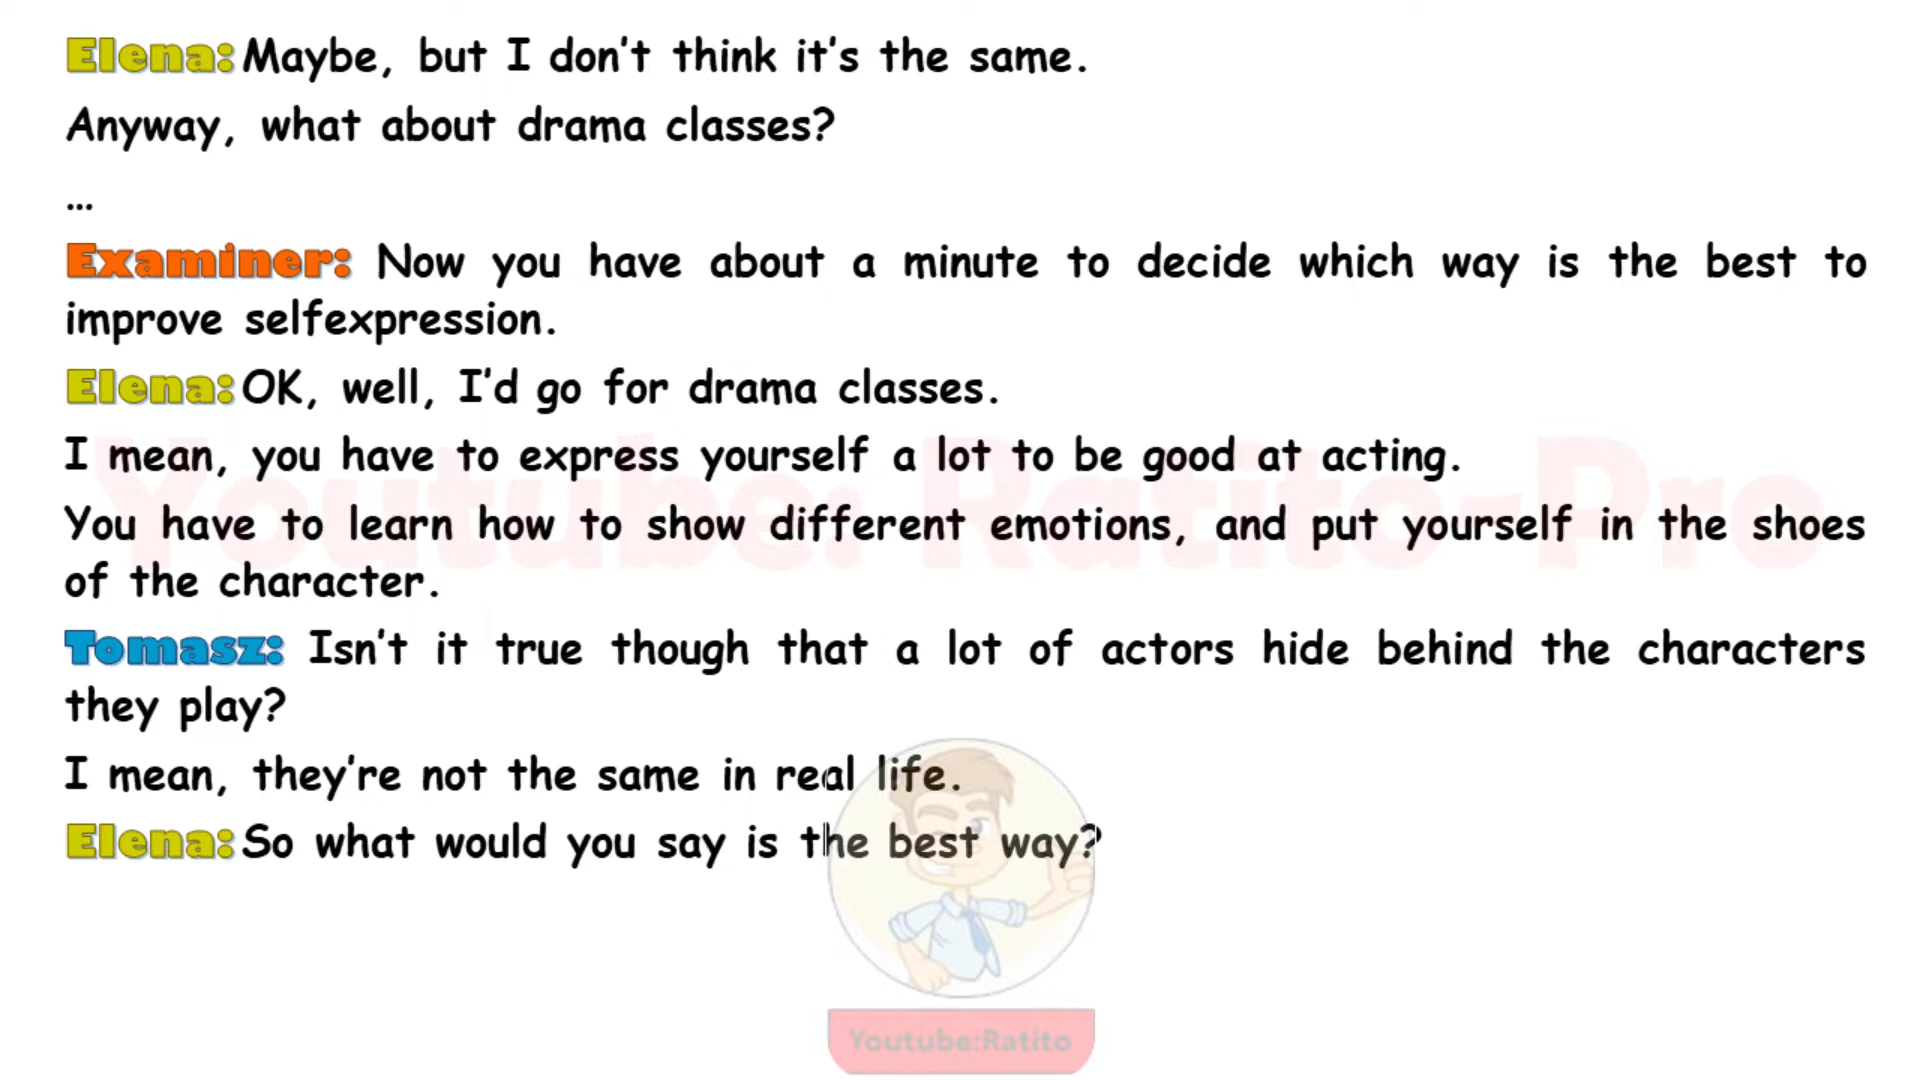 Elena: Maybe, but I don't think it's the same.
Anyway, what about drama classes?
...
Examiner: Now you have about a minute to decide which way is the best to
improve selfexpression.
Elena: OK, well, I'd go for drama classes.
I mean, you have to express yourself a lot to be good at acting.
Youtube: Ratito-Pro
You have to learn how to show different emotions, and put yourself in the shoes
of the character.
Tomasz: Isn't it true though that a lot of actors hide behind the characters
they play?
I mean, they're not the same in real life.
Elena: So what would you say is the best way?
Youtube:Ratito